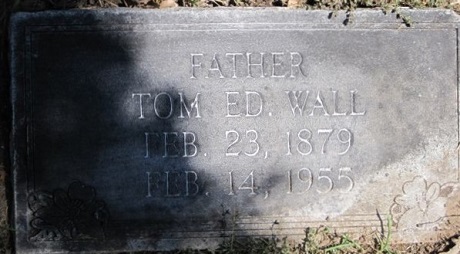 FATHER
TOM ED. WALL
FEB. 23, 1879
FEB. 14, 1955